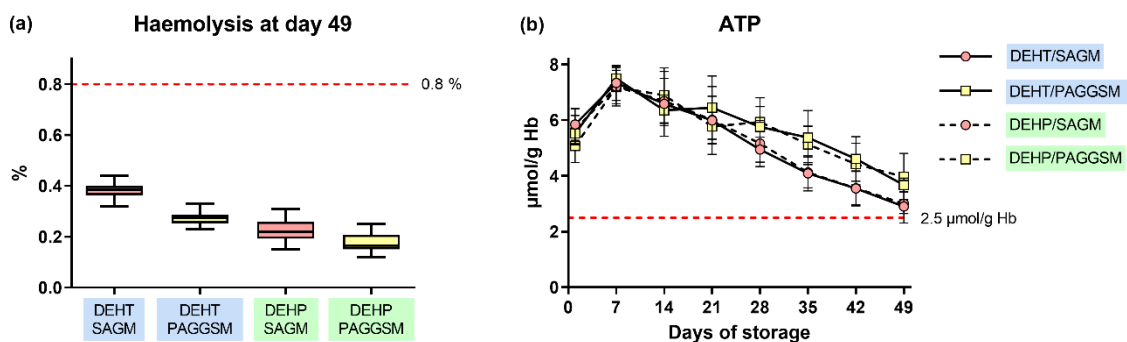 (a)
Haemolysis at day 49
%
0.8
0.6
0.4
0.2
0.0
0.8 %
DEHT
SAGM
DEHT
PAGGSM
DEHP
SAGM
DEHP
PAGGSM
(b)
ATP
µmol/g Hb
8
6
4
2
0
2.5 µmol/g Hb
0 7 14 21 28 35 42 49
Days of storage
DEHT/SAGM
DEHT/PAGGSM
DEHP/SAGM
DEHP/PAGGSM